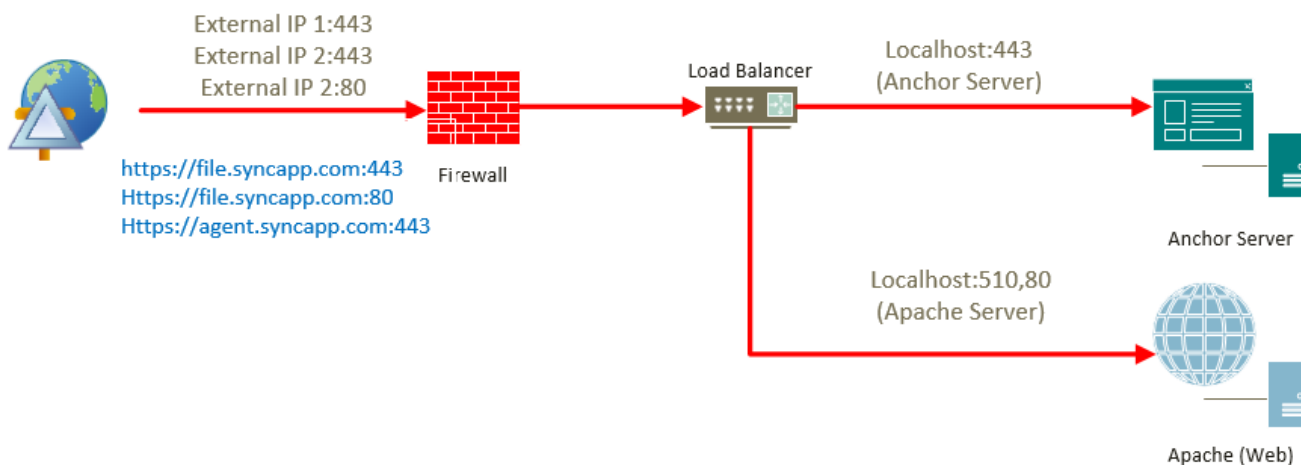 External IP 1:443
External IP 2:443
External IP 2:80
https://file.syncapp.com:443
Https://file.syncapp.com:80
Https://agent.syncapp.com:443
Firewall
Load Balancer
Localhost:443
(Anchor Server)
Anchor Server
Localhost:510,80
(Apache Server)
Apache (Web)